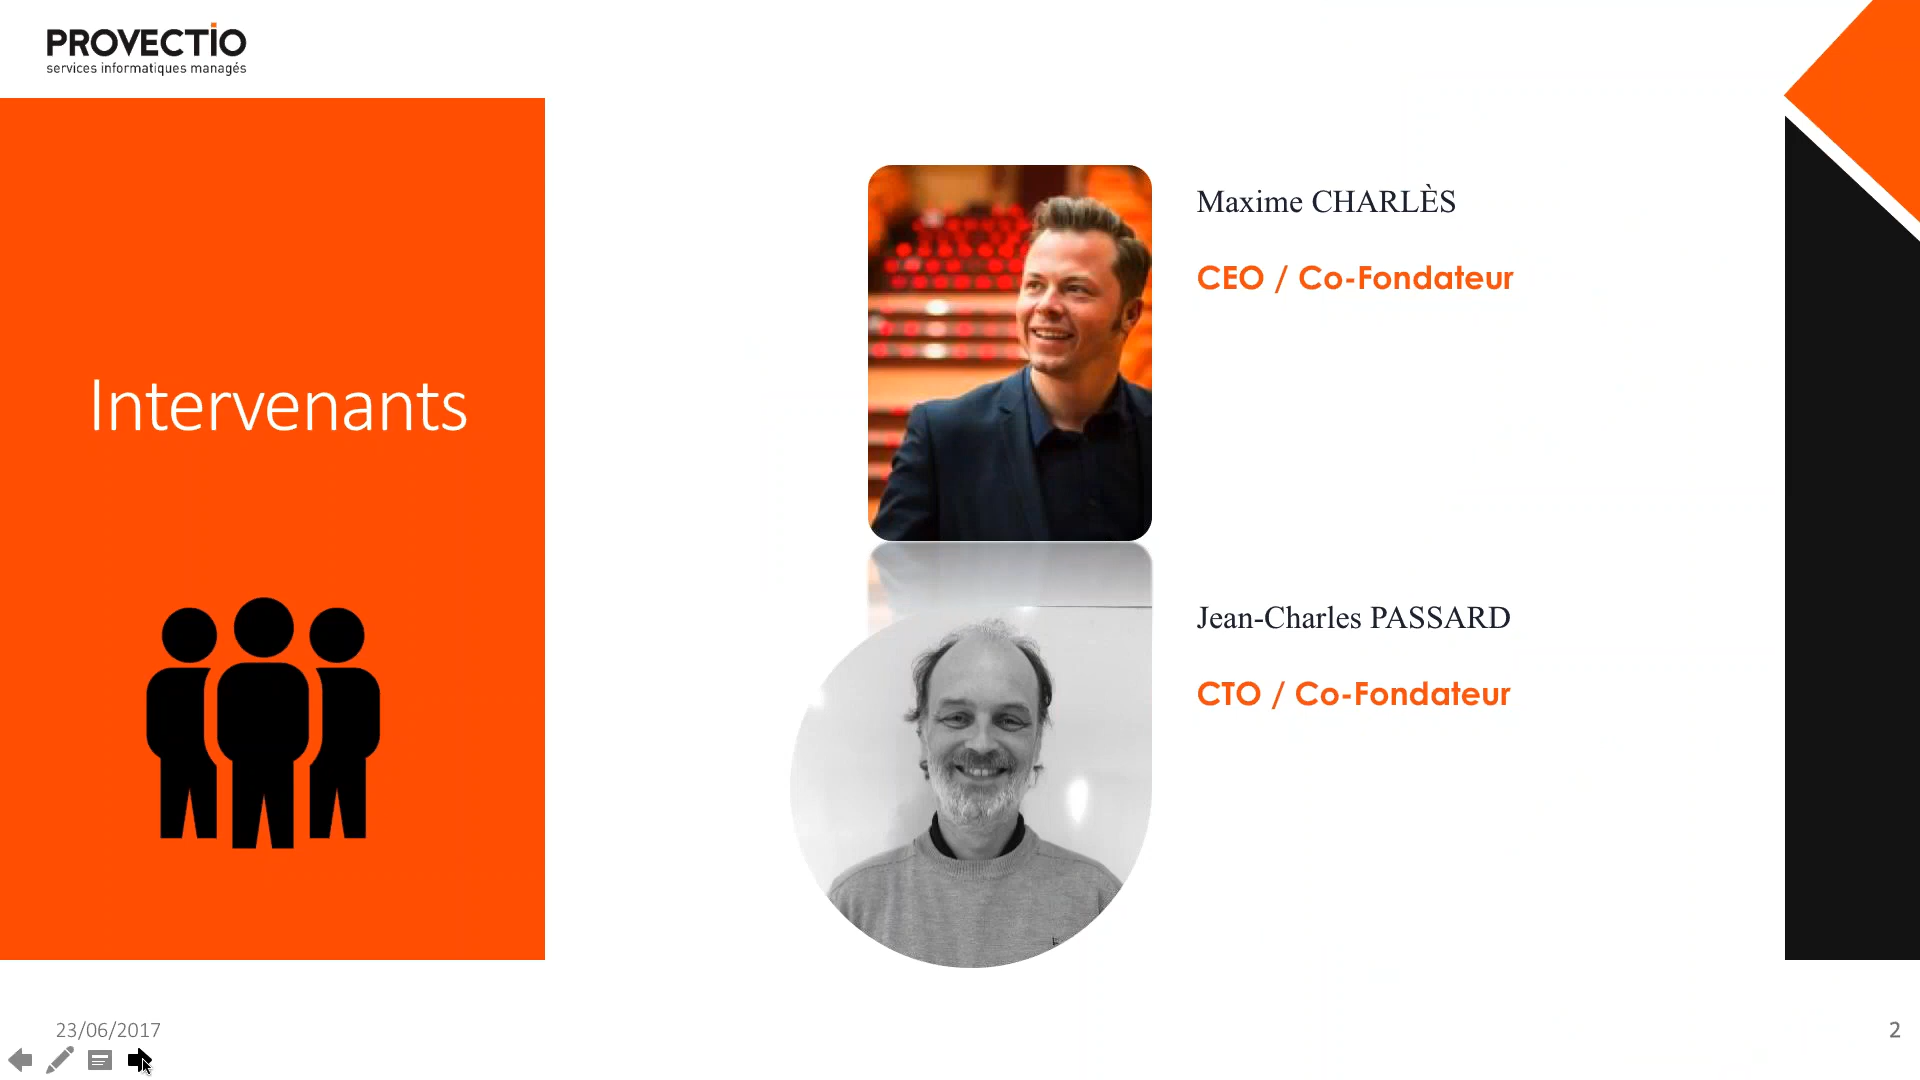 PROVECTIO
services informatiques managés
Intervenants
Maxime CHARLÈS
CEO / Co-Fondateur
Jean-Charles PASSARD
CTO / Co-Fondateur
23/06/2017
2